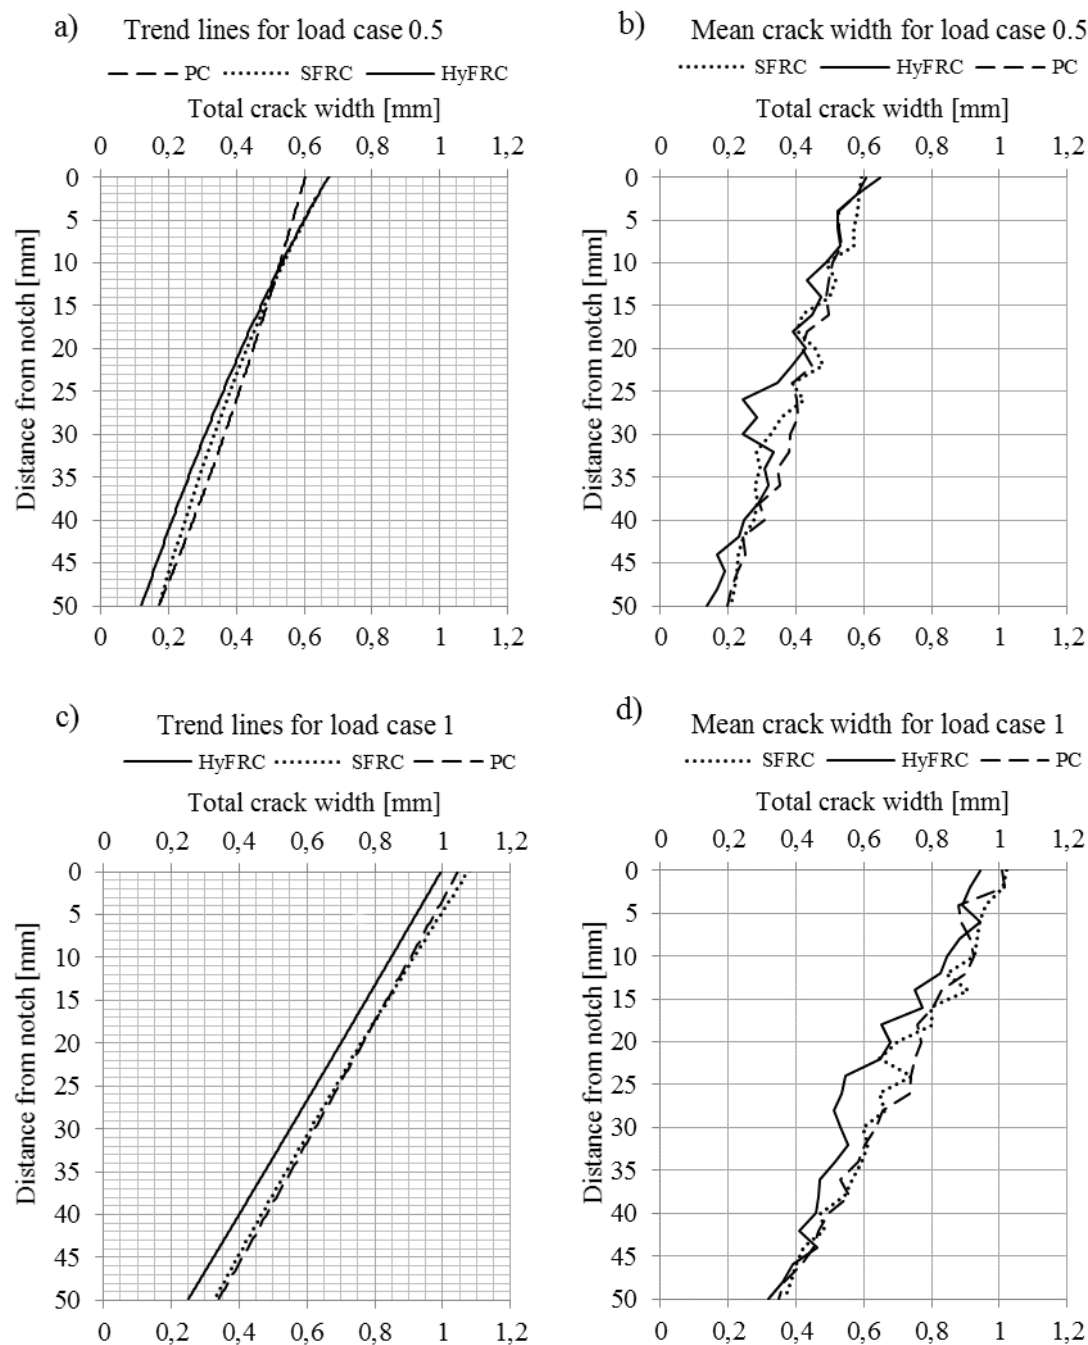 a) Trend lines for load case 0.5
PC SFRC HyFRC
Total crack width [mm]
0 0,2 0,4 0,6 0,8 1 1,2
Distance from notch [mm]
0
5
10
15
20
25
30
35
40
45
50
0 0,2 0,4 0,6 0,8 1 1,2
b) Mean crack width for load case 0.5
SFRC HyFRC PC
Total crack width [mm]
0 0,2 0,4 0,6 0,8 1 1,2
Distance from notch [mm]
0
5
10
15
20
25
30
35
40
45
50
0 0,2 0,4 0,6 0,8 1 1,2
c) Trend lines for load case 1
HyFRC SFRC PC
Total crack width [mm]
0 0,2 0,4 0,6 0,8 1 1,2
Distance from notch [mm]
0
5
10
15
20
25
30
35
40
45
50
0 0,2 0,4 0,6 0,8 1 1,2
d) Mean crack width for load case 1
SFRC HyFRC PC
Total crack width [mm]
0 0,2 0,4 0,6 0,8 1 1,2
Distance from notch [mm]
0
5
10
15
20
25
30
35
40
45
50
0 0,2 0,4 0,6 0,8 1 1,2